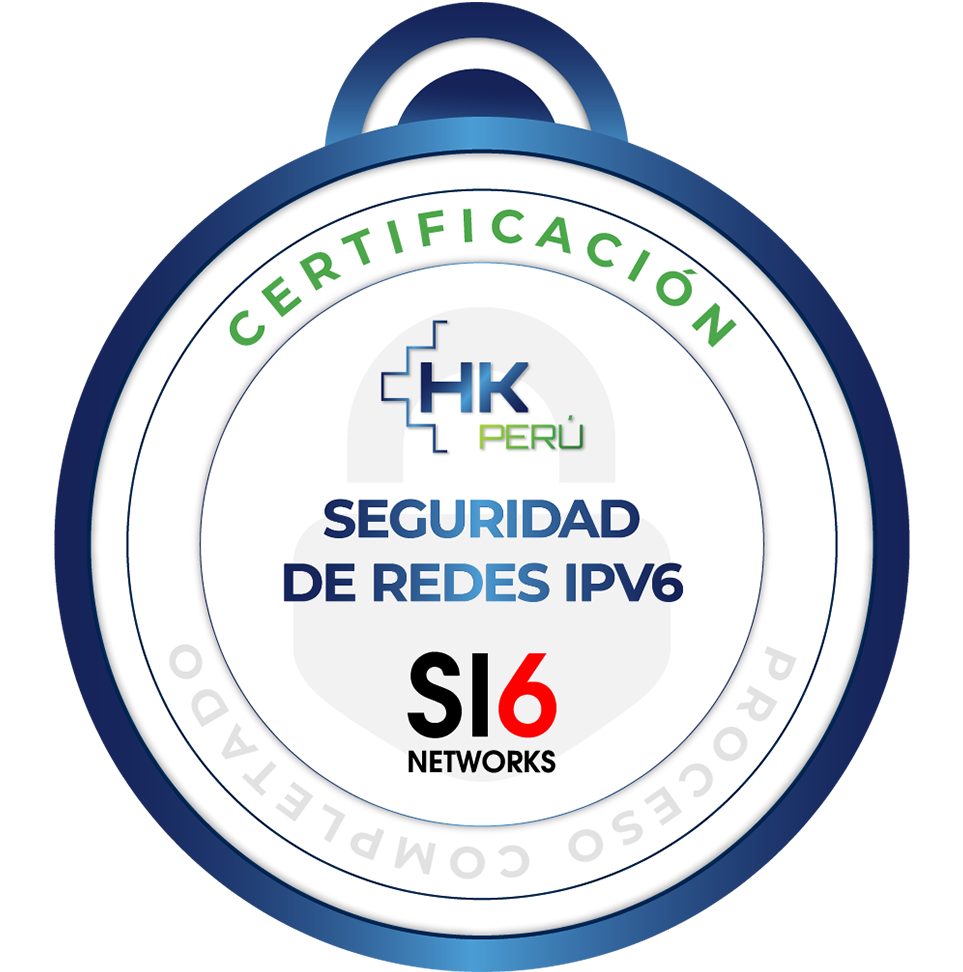 CERTIFICACIÓN
HK
PERÚ
SEGURIDAD
DE REDES IPV6
SI6
NETWORKS
PROCESO COMPLETADO